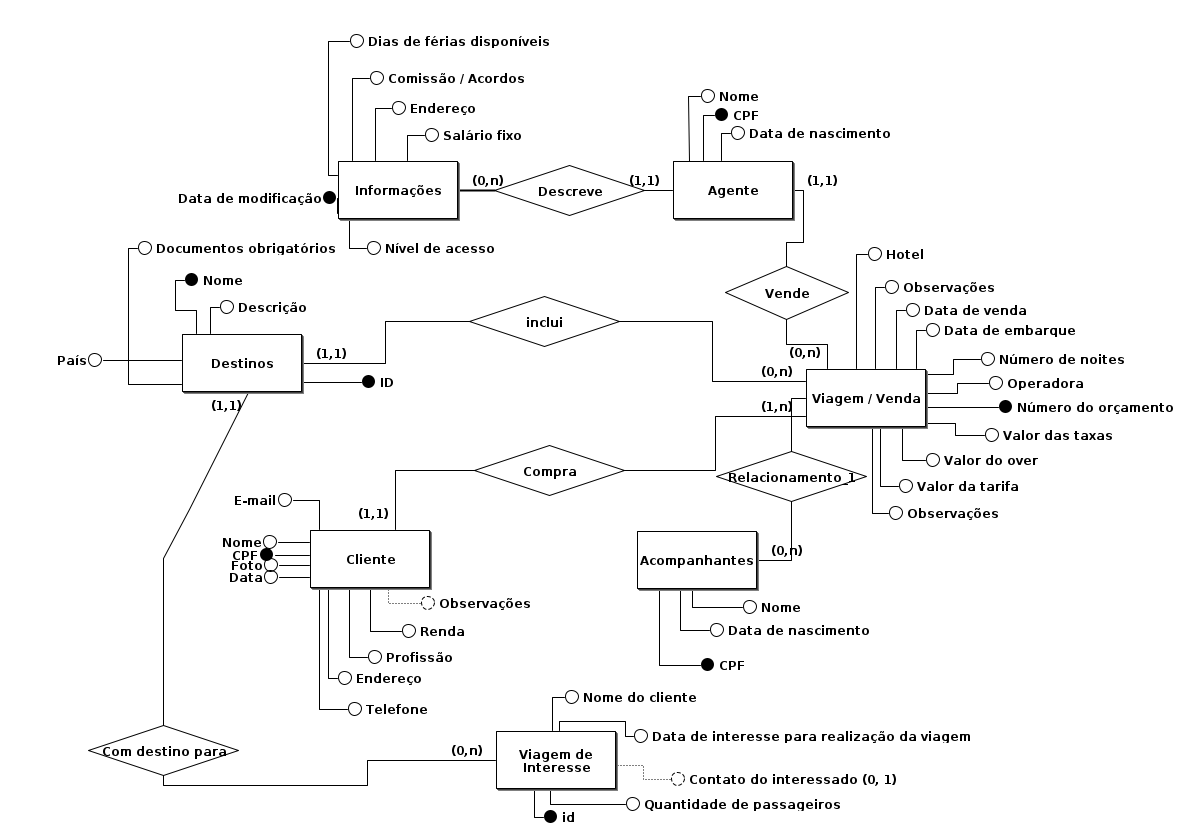 Dias de férias disponíveis
Comissão / Acordos
Endereço
Salário fixo
Nome
CPF
Data de nascimento
Informações
(0,n)
Descreve
(1,1)
Agente
(1,1)
Data de modificação
Nível de acesso
Documentos obrigatórios
Nome
Descrição
País
Destinos
(1,1)
ID
(1,1)
inclui
Vende
(0,n)
(0,n)
(1,n)
Hotel
Observações
Data de venda
Data de embarque
Número de noites
Operadora
Viagem / Venda
Número do orçamento
Valor das taxas
Valor do over
Valor da tarifa
Observações
Compra
Relacionamento_1
(1,1)
E-mail
Nome
CPF
Foto
Data
Cliente
Observações
Renda
Profissão
Endereço
Telefone
Acompanhantes
(0,n)
Nome
Data de nascimento
CPF
Com destino para
(0,n)
Nome do cliente
Data de interesse para realização da viagem
Viagem de
Interesse
Contato do interessado (0, 1)
Quantidade de passageiros
id